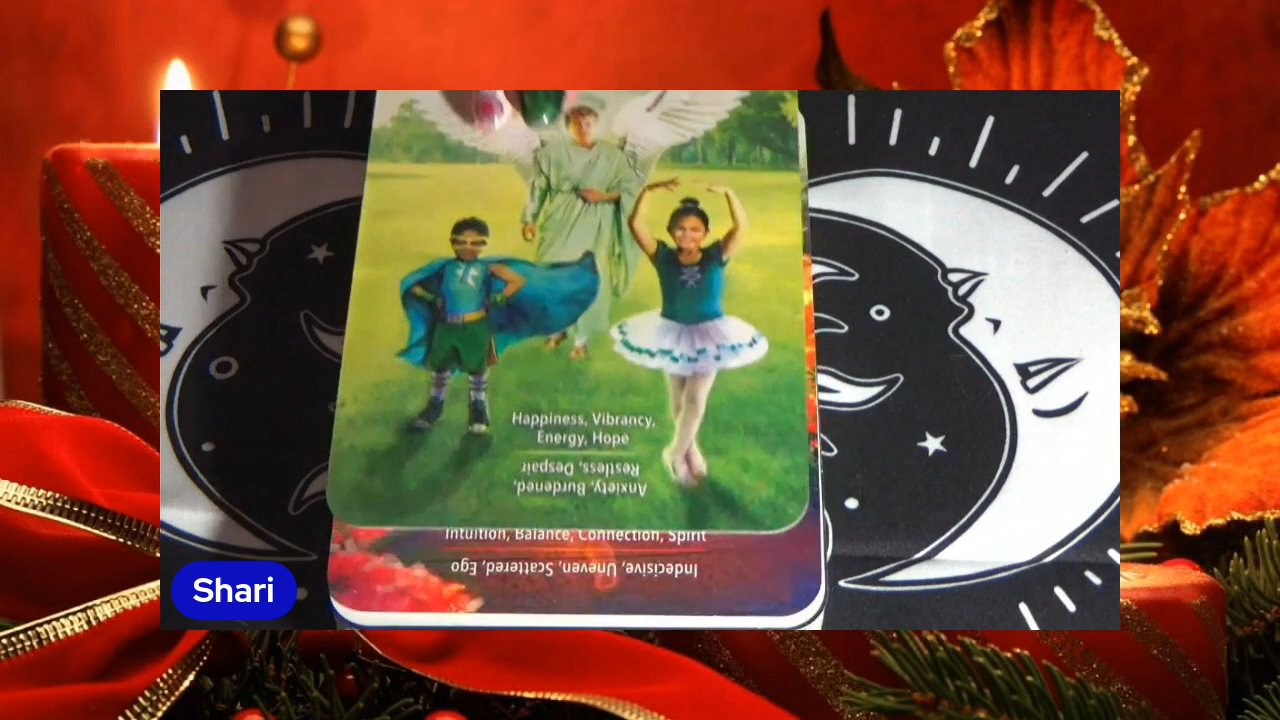 Happiness, Vibrancy,
Energy, Hope
Anxiety, Burdened,
Restless, Despair
Intuition, Balance, Connection, Spirit
Indecisive, Uneven, Scattered, Ego
Shari